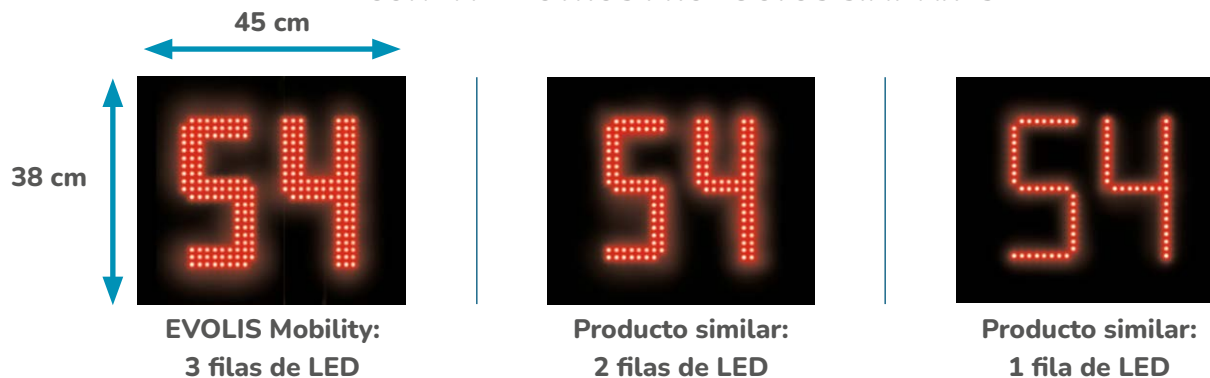 45 cm
38 cm
54
54
54
EVOLIS Mobility:
3 filas de LED
Producto similar:
2 filas de LED
Producto similar:
1 fila de LED